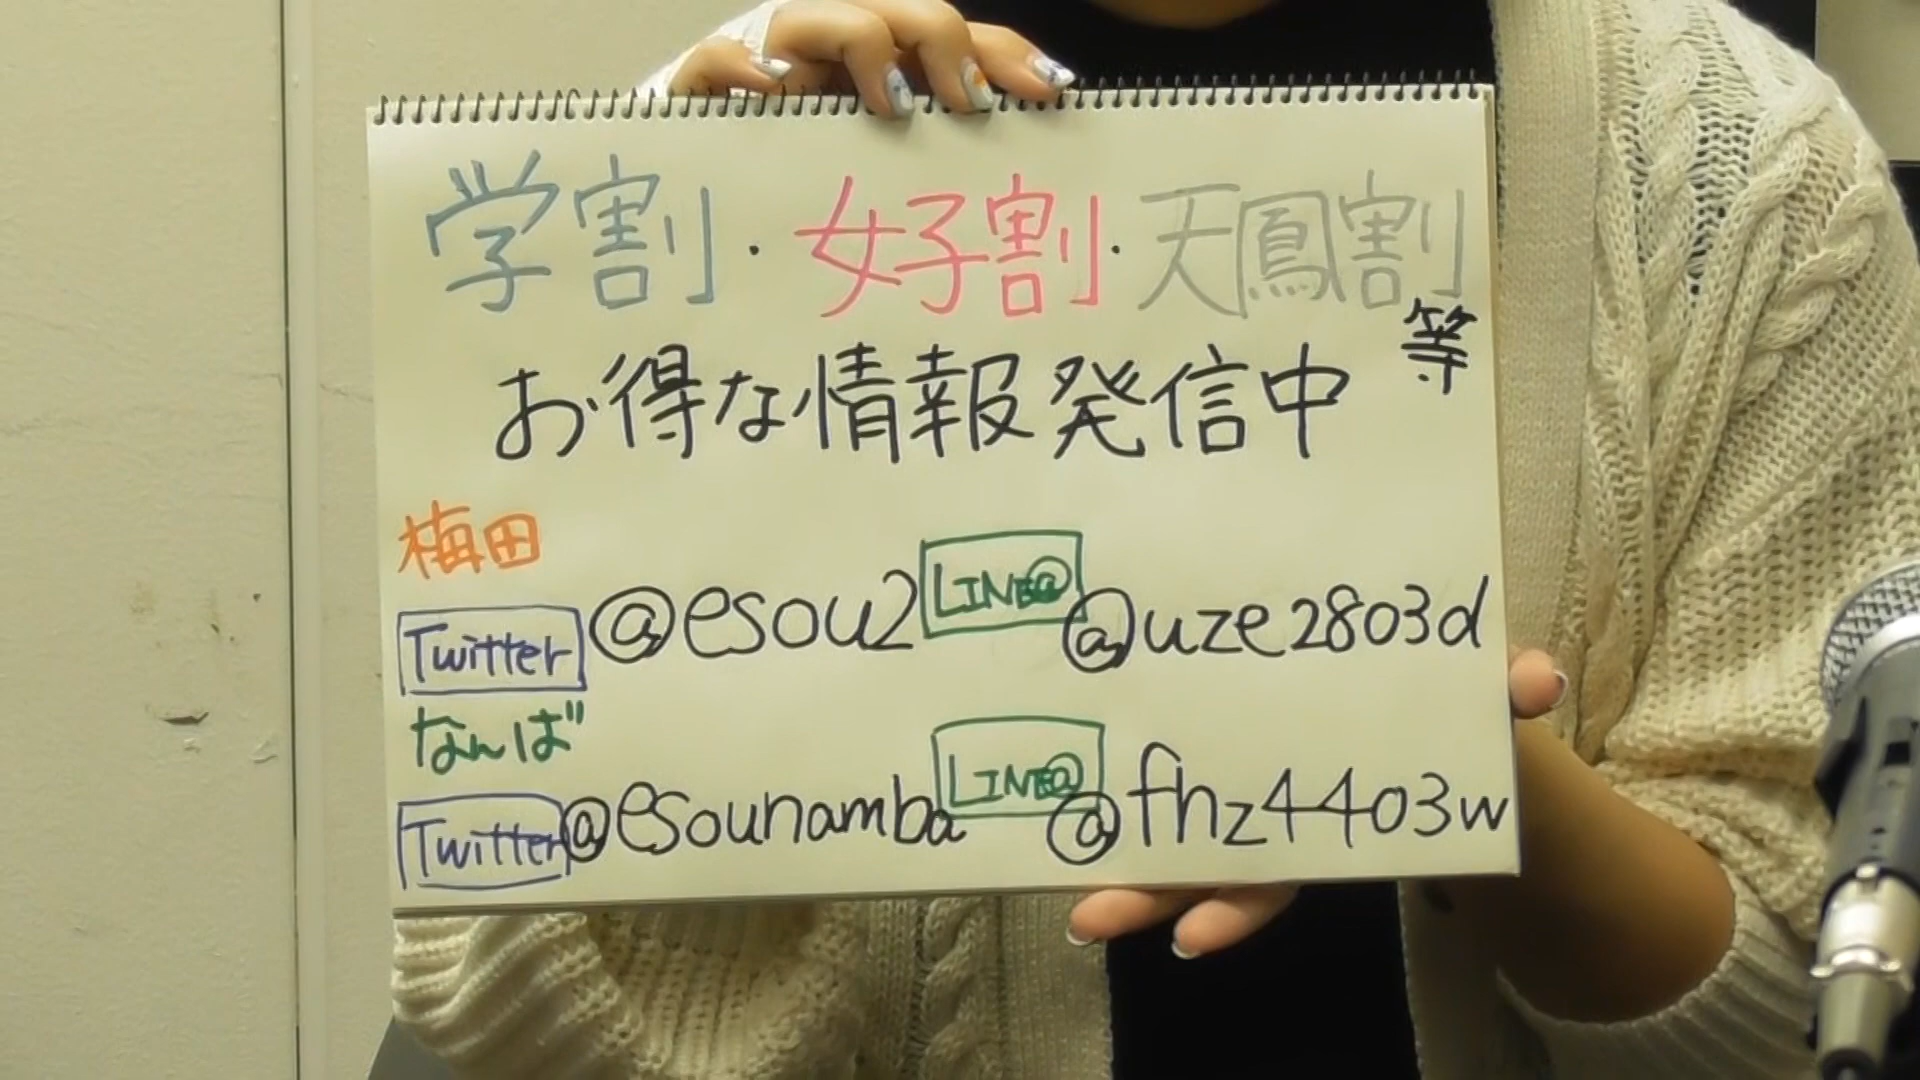 学割・女子割・天鳳割
等
お得な情報発信中
梅田
Twitter @esou2 LINE@ @uze2803d
なんば
Twitter @esounamba LINE@ @fhz4403w